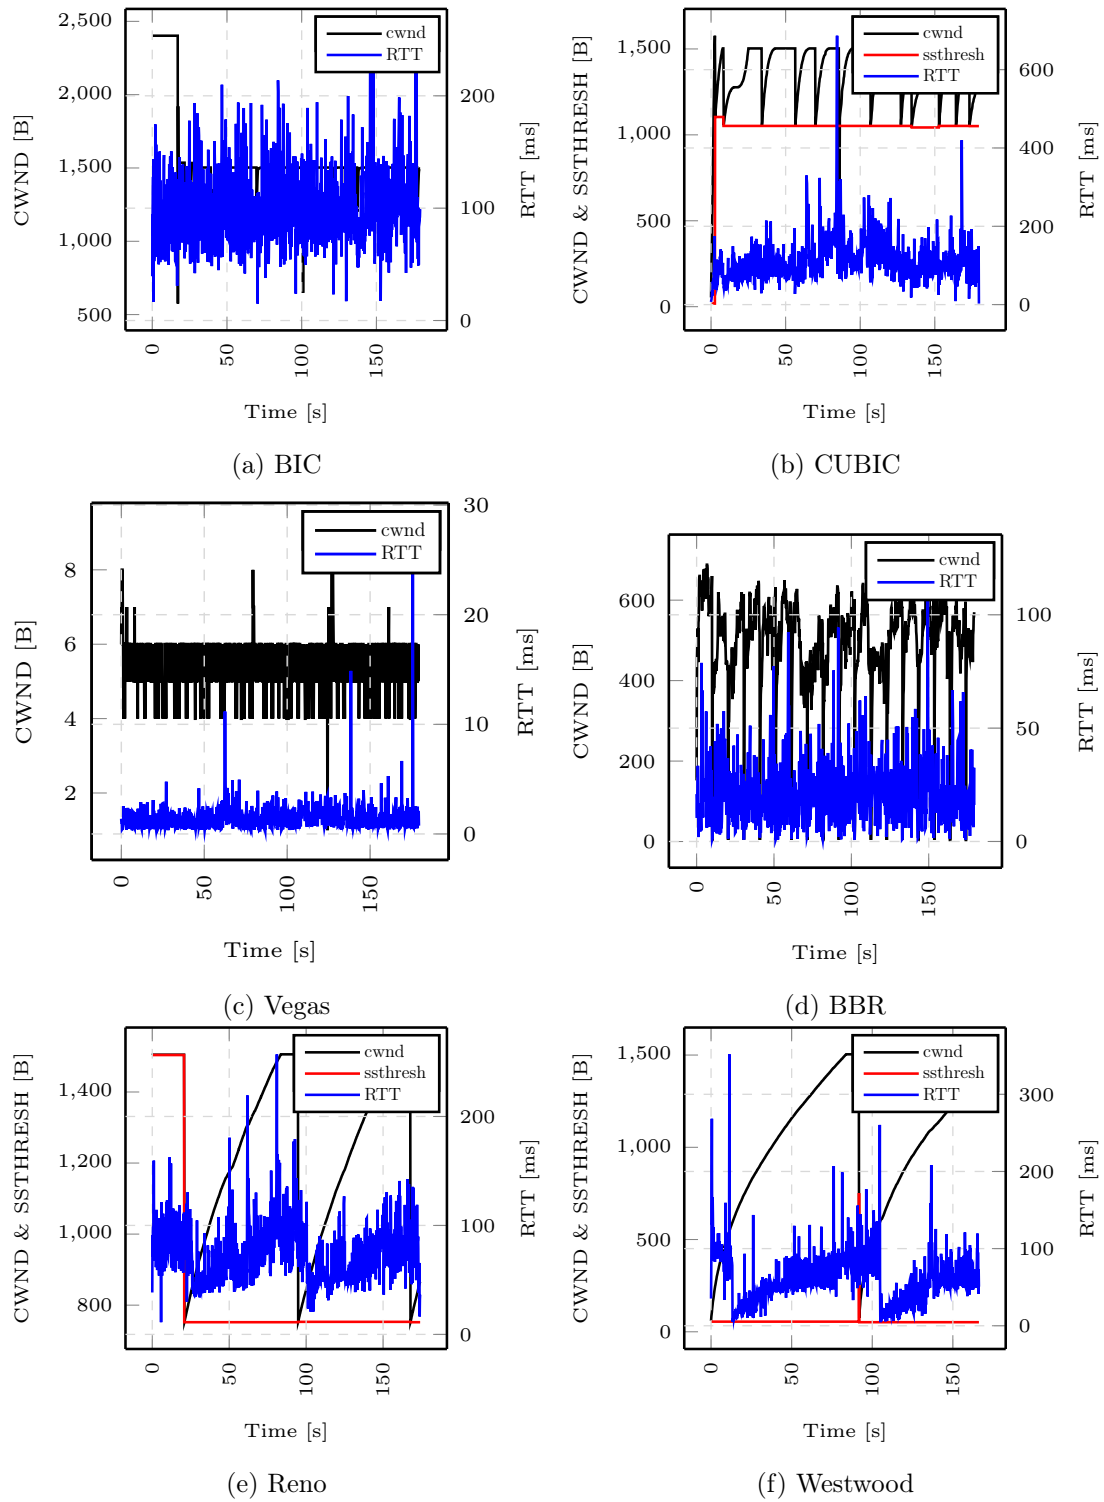 2,500
2,000
1,500
1,000
500
CWND [B]
200
100
0
RTT [ms]
cwnd
RTT
0
50
100
150
Time [s]
(a) BIC
1,500
1,000
500
0
CWND & SSTHRESH [B]
600
400
200
0
RTT [ms]
cwnd
ssthresh
RTT
0
50
100
150
Time [s]
(b) CUBIC
8
6
4
2
CWND [B]
30
20
10
0
RTT [ms]
cwnd
RTT
0
50
100
150
Time [s]
(c) Vegas
600
400
200
0
CWND [B]
100
50
0
RTT [ms]
cwnd
RTT
0
50
100
150
Time [s]
(d) BBR
1,400
1,200
1,000
800
CWND & SSTHRESH [B]
200
100
0
RTT [ms]
cwnd
ssthresh
RTT
0
50
100
150
Time [s]
(e) Reno
1,500
1,000
500
0
CWND & SSTHRESH [B]
300
200
100
0
RTT [ms]
cwnd
ssthresh
RTT
0
50
100
150
Time [s]
(f) Westwood